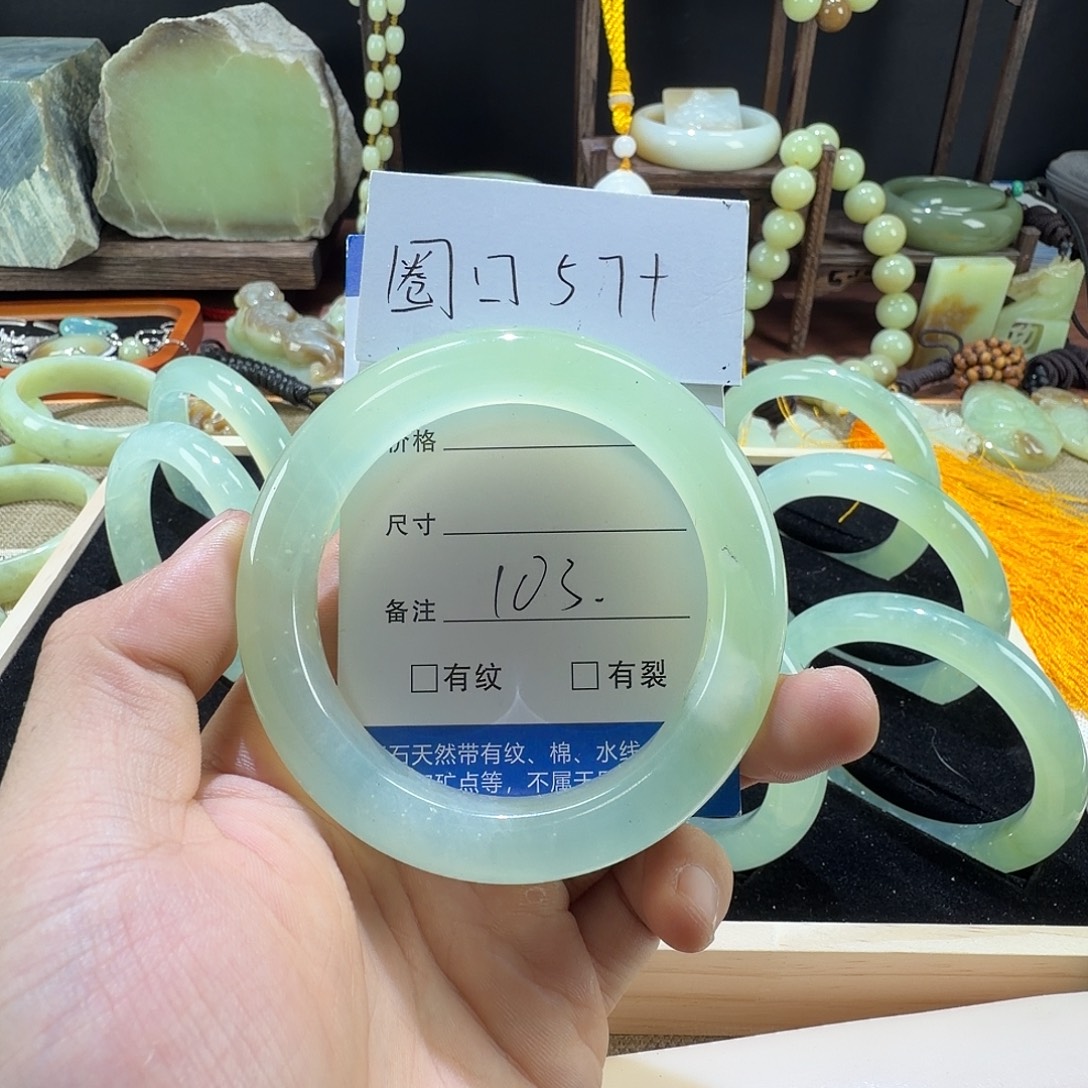 圈口57+
价格
尺寸
103.
备注
□有纹 □有裂
石天然带有纹、棉、水线
矿点等，不属于